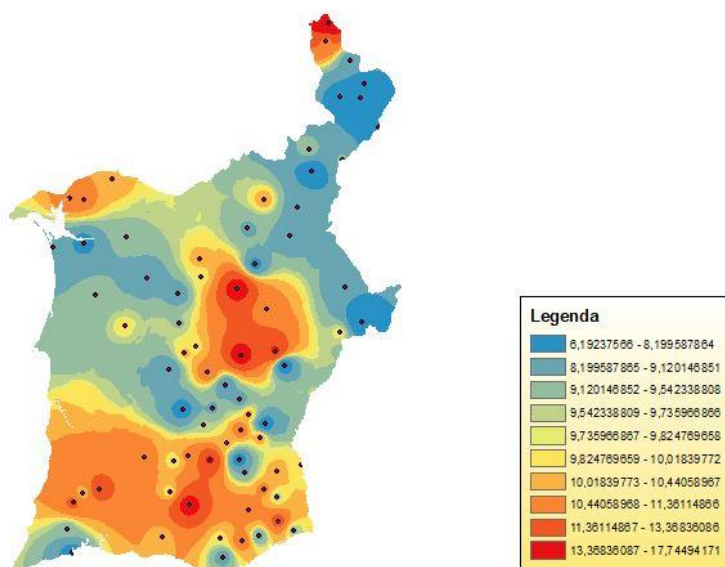 Legenda
6,19237566 - 8,199587864
8,199587865 - 9,120146851
9,120146852 - 9,542338808
9,542338809 - 9,735966866
9,735966867 - 9,824769658
9,824769659 - 10,01839772
10,01839773 - 10,44058967
10,44058968 - 11,36114866
11,36114867 - 13,36836086
13,36836087 - 17,74494171